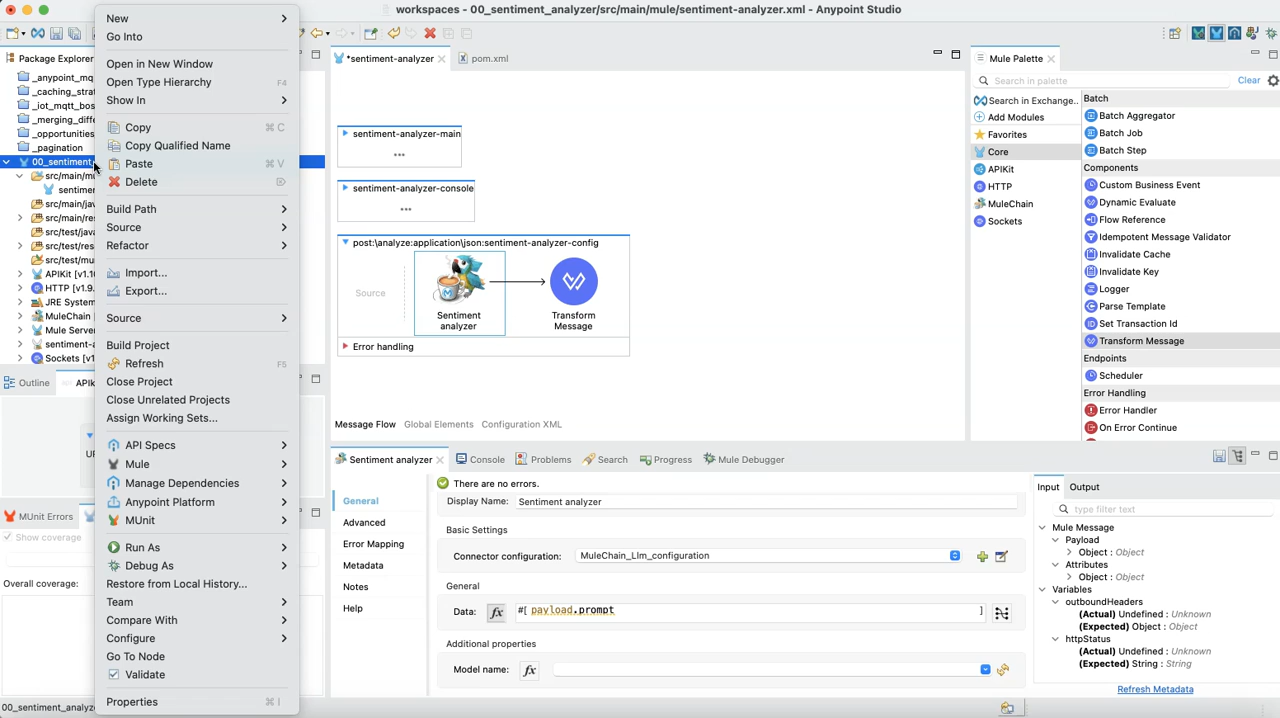 workspaces - 00_sentiment_analyzer/src/main/mule/sentiment-analyzer.xml - Anypoint Studio
Package Explorer
_anypoint_mq
_caching_strat
_iot_mqtt_bos
_merging_diffe
_opportunities
_pagination
00_sentiment_
src/main/mu
sentimer
src/main/jav
src/main/res
src/test/java
src/test/res
src/test/mu
APIKit [v1.10
HTTP [v1.9.
JRE System
MuleChain [
Mule Server
sentiment-a
Sockets [v1
Outline
APIk
UR
MUnit Errors
Show coverage
Overall coverage:
00_sentiment_analyze
New
Go Into
Open in New Window
Open Type Hierarchy F4
Show In
Copy ⌘ C
Copy Qualified Name
Paste ⌘ V
Delete
Build Path
Source
Refactor
Import...
Export...
Source
Build Project
Refresh F5
Close Project
Close Unrelated Projects
Assign Working Sets...
API Specs
Mule
Manage Dependencies
Anypoint Platform
MUnit
Run As
Debug As
Restore from Local History...
Team
Compare With
Configure
Go To Node
Validate
Properties ⌘ I
*sentiment-analyzer
pom.xml
sentiment-analyzer-main
sentiment-analyzer-console
post:\analyze:application\json:sentiment-analyzer-config
Source
Sentiment
analyzer
Transform
Message
Error handling
Message Flow Global Elements Configuration XML
Mule Palette
Search in palette
Clear
Search in Exchange..
Add Modules
Favorites
Core
APIKit
HTTP
MuleChain
Sockets
Batch
Batch Aggregator
Batch Job
Batch Step
Components
Custom Business Event
Dynamic Evaluate
Flow Reference
Idempotent Message Validator
Invalidate Cache
Invalidate Key
Logger
Parse Template
Set Transaction Id
Transform Message
Endpoints
Scheduler
Error Handling
Error Handler
On Error Continue
Sentiment analyzer
Console
Problems
Search
Progress
Mule Debugger
General
Advanced
Error Mapping
Metadata
Notes
Help
There are no errors.
Display Name: Sentiment analyzer
Basic Settings
Connector configuration: MuleChain_Llm_configuration
General
Data: fx #[ payload.prompt ]
Additional properties
Model name: fx
Input Output
type filter text
Mule Message
Payload
Object : Object
Attributes
Object : Object
Variables
outboundHeaders
(Actual) Undefined : Unknown
(Expected) Object : Object
httpStatus
(Actual) Undefined : Unknown
(Expected) String : String
Refresh Metadata